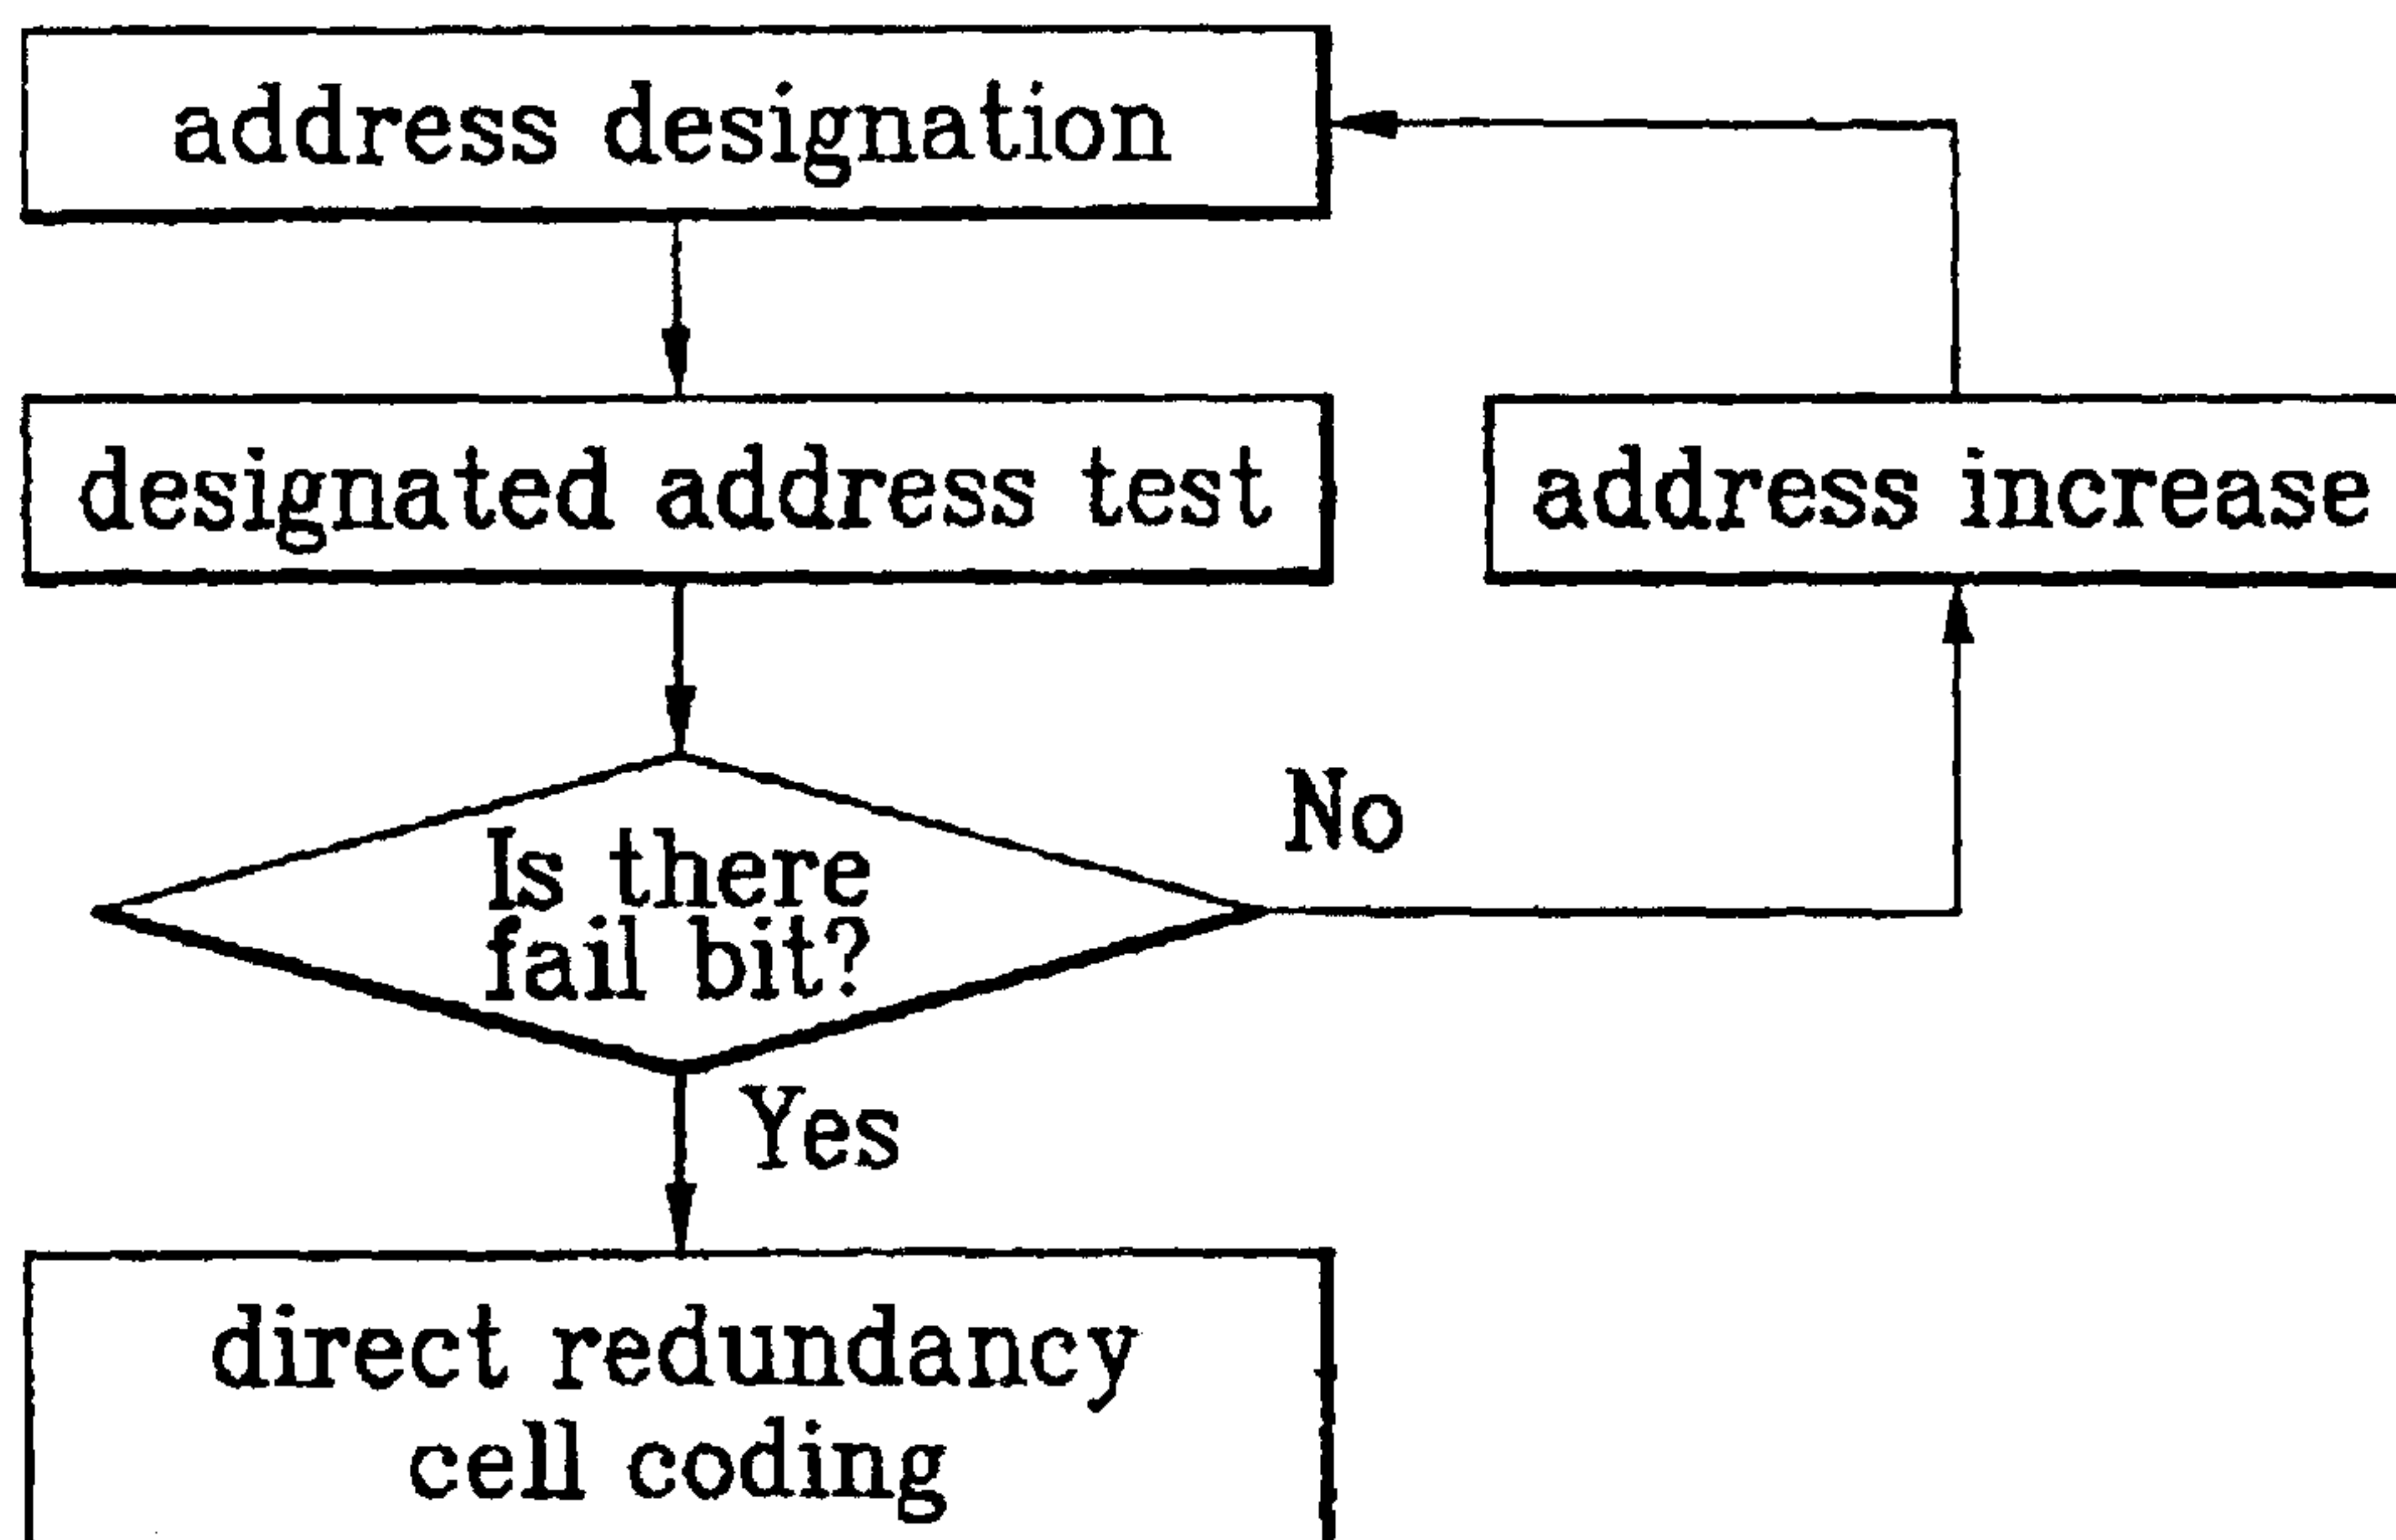 address designation
designated address test
address increase
Is there
fail bit?
No
Yes
direct redundancy
cell coding